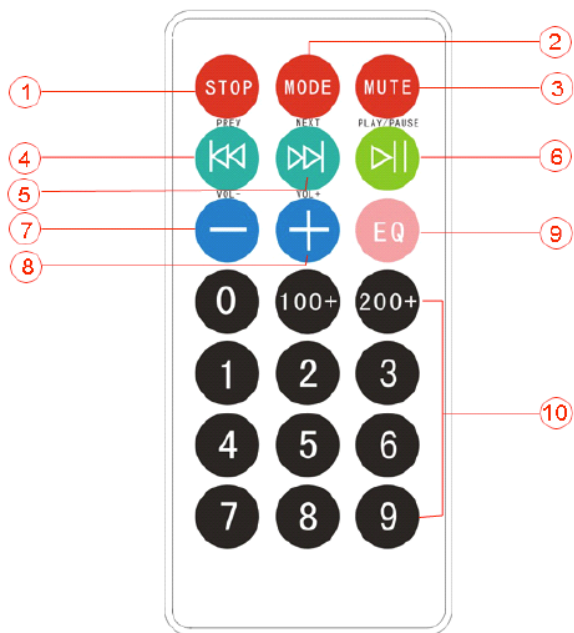 2
STOP MODE MUTE
1
3
PREV NEXT PLAY/PAUSE
4
6
5
VOL- VOL+
7
EQ
9
8
0 100+ 200+
1 2 3
10
4 5 6
7 8 9